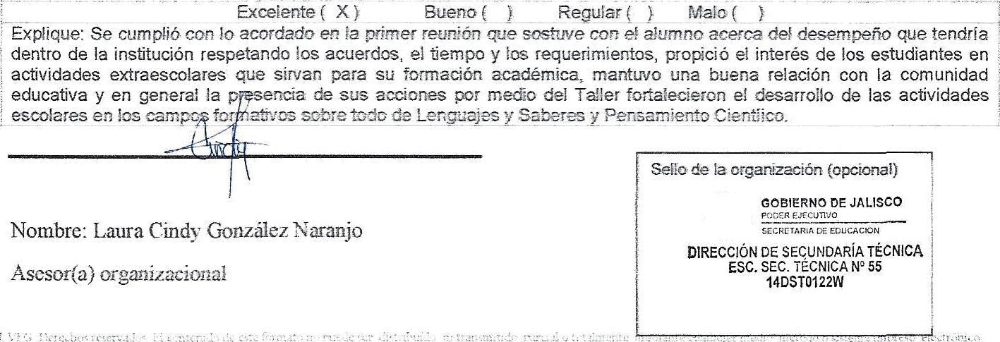 Excelente ( X ) Bueno ( ) Regular ( ) Malo ( )
Explique: Se cumplió con lo acordado en la primer reunión que sostuve con el alumno acerca del desempeño que tendría
dentro de la institución respetando los acuerdos, el tiempo y los requerimientos, propició el interés de los estudiantes en
actividades extraescolares que sirvan para su formación académica, mantuvo una buena relación con la comunidad
educativa y en general la presencia de sus acciones por medio del Taller fortalecieron el desarrollo de las actividades
escolares en los campos formativos sobre todo de Lenguajes y Saberes y Pensamiento Científico.
Cindy
Sello de la organización (opcional)
GOBIERNO DE JALISCO
PODER EJECUTIVO
SECRETARIA DE EDUCACIÓN
DIRECCIÓN DE SECUNDARÍA TÉCNICA
ESC. SEC. TÉCNICA Nº 55
14DST0122W
Nombre: Laura Cindy González Naranjo
Asesor(a) organizacional
VEG. Derechos reservados. El contenido de este formato no puede ser distribuido, ni transmitido, parcial o totalmente